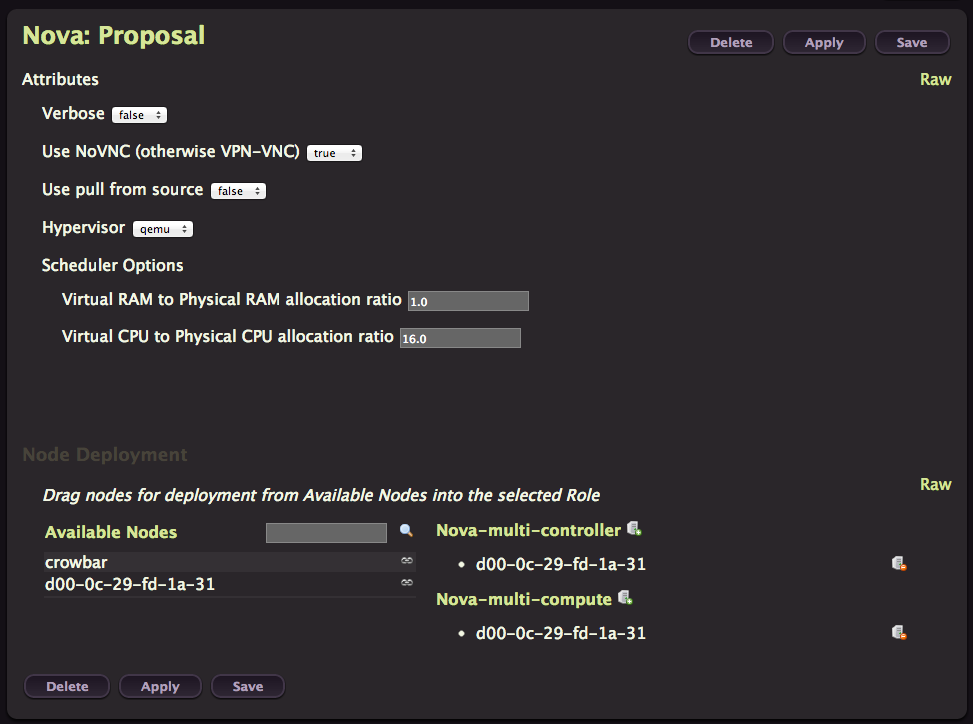 Nova: Proposal
Delete Apply Save
Attributes Raw
Verbose false
Use NoVNC (otherwise VPN-VNC) true
Use pull from source false
Hypervisor qemu
Scheduler Options
Virtual RAM to Physical RAM allocation ratio 1.0
Virtual CPU to Physical CPU allocation ratio 16.0
Node Deployment
Raw
Drag nodes for deployment from Available Nodes into the selected Role
Available Nodes
crowbar
d00-0c-29-fd-1a-31
Nova-multi-controller
• d00-0c-29-fd-1a-31
Nova-multi-compute
• d00-0c-29-fd-1a-31
Delete Apply Save